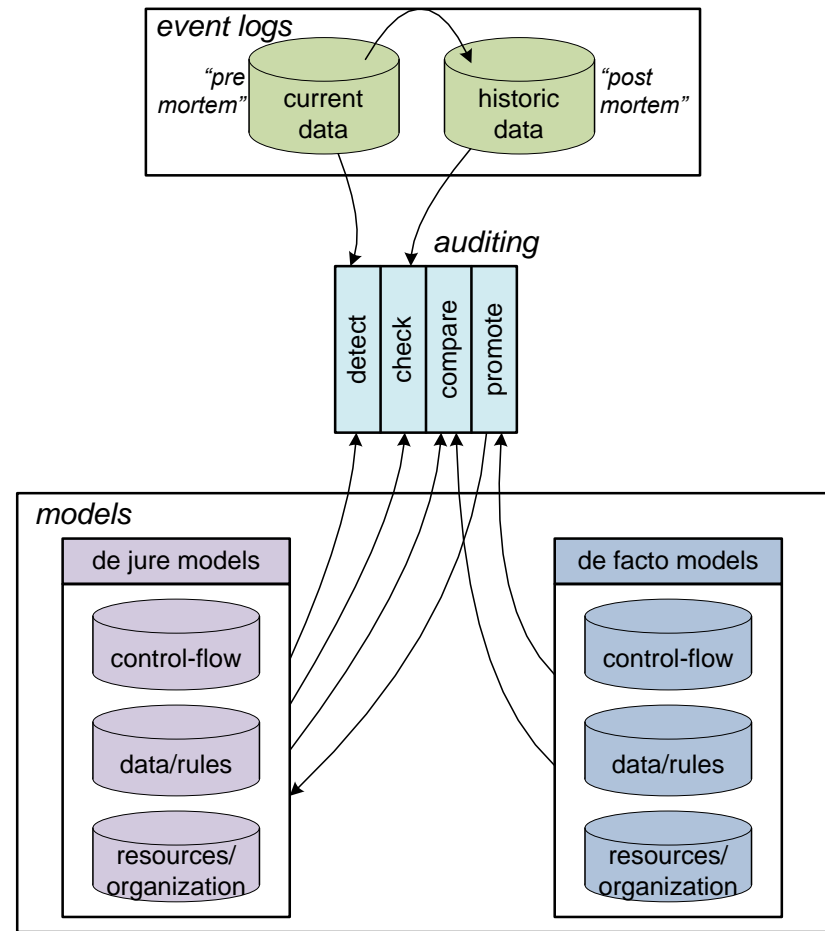 event logs
“pre
mortem”
current
data
historic
data
“post
mortem”
auditing
detect
check
compare
promote
models
de jure models
control-flow
data/rules
resources/
organization
de facto models
control-flow
data/rules
resources/
organization